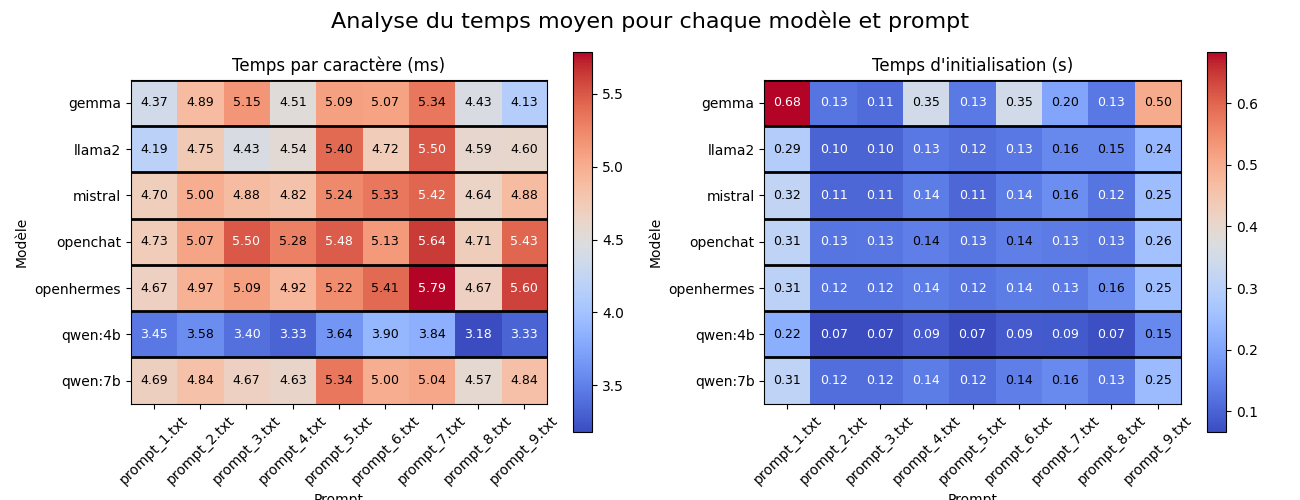 Analyse du temps moyen pour chaque modèle et prompt
Temps par caractère (ms)
Modèle
gemma 4.37 4.89 5.15 4.51 5.09 5.07 5.34 4.43 4.13
llama2 4.19 4.75 4.43 4.54 5.40 4.72 5.50 4.59 4.60
mistral 4.70 5.00 4.88 4.82 5.24 5.33 5.42 4.64 4.88
openchat 4.73 5.07 5.50 5.28 5.48 5.13 5.64 4.71 5.43
openhermes 4.67 4.97 5.09 4.92 5.22 5.41 5.79 4.67 5.60
qwen:4b 3.45 3.58 3.40 3.33 3.64 3.90 3.84 3.18 3.33
qwen:7b 4.69 4.84 4.67 4.63 5.34 5.00 5.04 4.57 4.84
prompt_1.txt prompt_2.txt prompt_3.txt prompt_4.txt prompt_5.txt prompt_6.txt prompt_7.txt prompt_8.txt prompt_9.txt
Prompt
5.5
5.0
4.5
4.0
3.5
Temps d'initialisation (s)
Modèle
gemma 0.68 0.13 0.11 0.35 0.13 0.35 0.20 0.13 0.50
llama2 0.29 0.10 0.10 0.13 0.12 0.13 0.16 0.15 0.24
mistral 0.32 0.11 0.11 0.14 0.11 0.14 0.16 0.12 0.25
openchat 0.31 0.13 0.13 0.14 0.13 0.14 0.13 0.13 0.26
openhermes 0.31 0.12 0.12 0.14 0.12 0.14 0.13 0.16 0.25
qwen:4b 0.22 0.07 0.07 0.09 0.07 0.09 0.09 0.07 0.15
qwen:7b 0.31 0.12 0.12 0.14 0.12 0.14 0.16 0.13 0.25
prompt_1.txt prompt_2.txt prompt_3.txt prompt_4.txt prompt_5.txt prompt_6.txt prompt_7.txt prompt_8.txt prompt_9.txt
Prompt
0.6
0.5
0.4
0.3
0.2
0.1